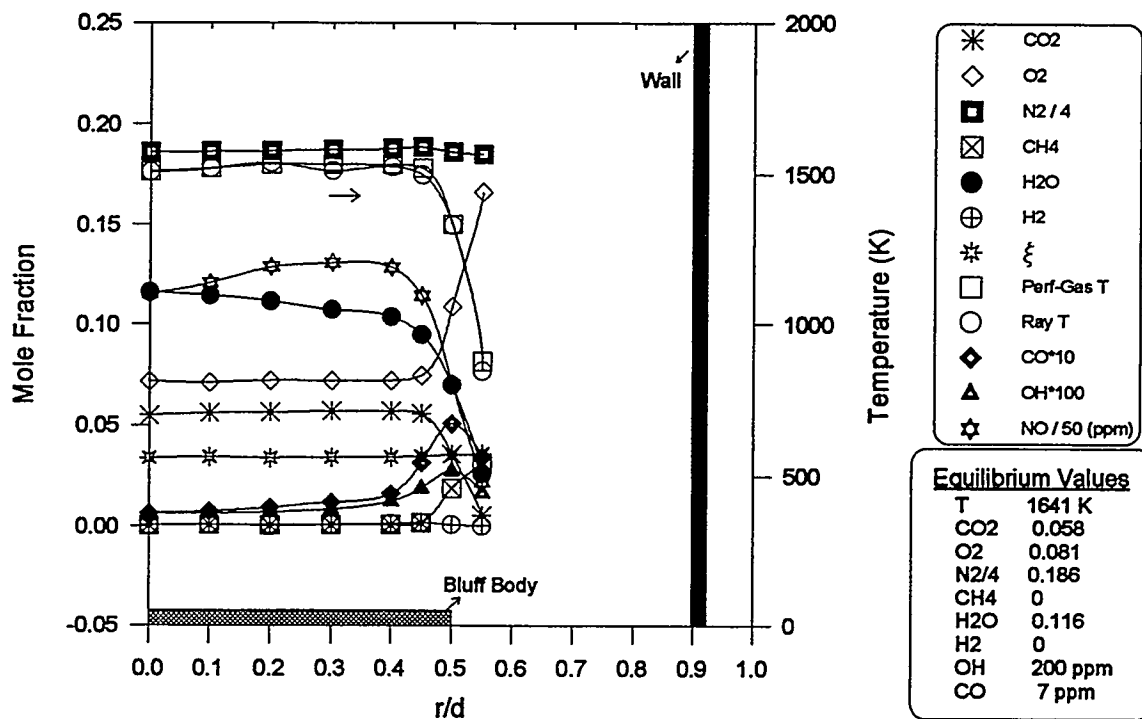 0.25
0.20
0.15
0.10
0.05
0.00
-0.05
Mole Fraction
0.0 0.1 0.2 0.3 0.4 0.5 0.6 0.7 0.8 0.9 1.0
r/d
2000
1500
1000
500
0
Temperature (K)
Wall
Bluff Body
CO2
O2
N2 / 4
CH4
H2O
H2
ξ
Perf-Gas T
Ray T
CO*10
OH*100
NO / 50 (ppm)
Equilibrium Values
T 1641 K
CO2 0.058
O2 0.081
N2/4 0.186
CH4 0
H2O 0.116
H2 0
OH 200 ppm
CO 7 ppm